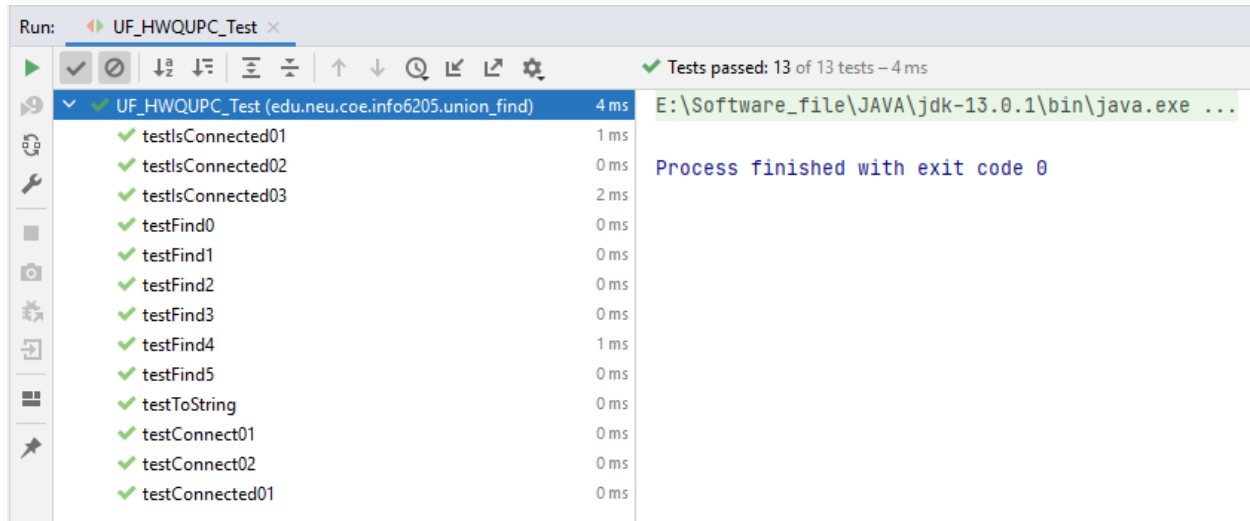 Run: UF_HWQUPC_Test
Tests passed: 13 of 13 tests – 4 ms
UF_HWQUPC_Test (edu.neu.coe.info6205.union_find) 4 ms
testIsConnected01 1 ms
testIsConnected02 0 ms
testIsConnected03 2 ms
testFind0 0 ms
testFind1 0 ms
testFind2 0 ms
testFind3 0 ms
testFind4 1 ms
testFind5 0 ms
testToString 0 ms
testConnect01 0 ms
testConnect02 0 ms
testConnected01 0 ms
E:\Software_file\JAVA\jdk-13.0.1\bin\java.exe ...
Process finished with exit code 0